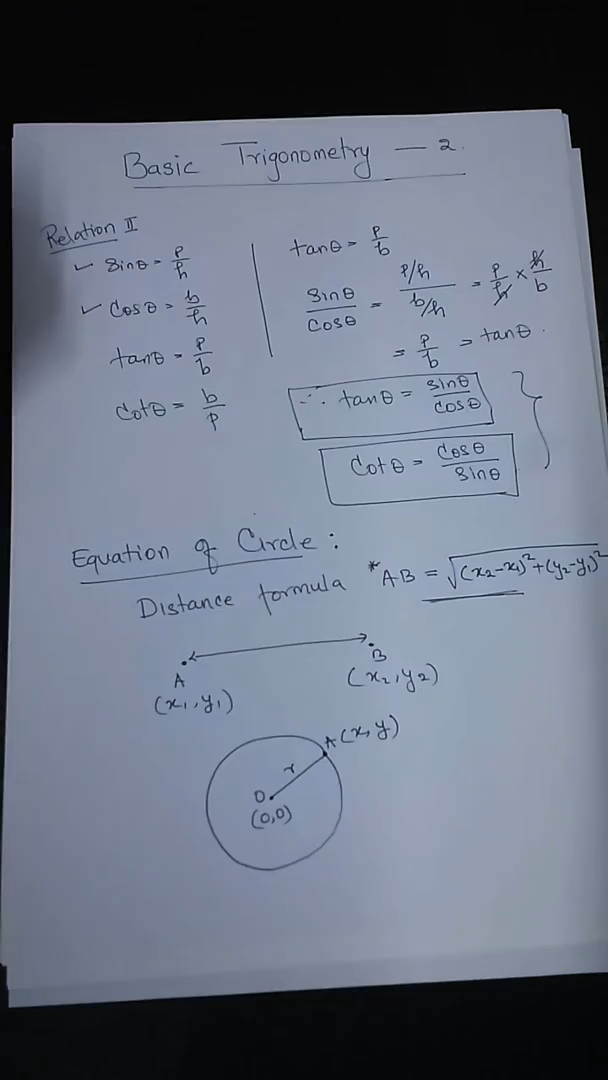 Basic Trigonometry — 2.
Relation II
✓ Sinθ = p/h
✓ Cosθ = b/h
tanθ = p/b
Cotθ = b/p
tanθ = p/b
Sinθ/Cosθ = (p/h)/(b/h) = p/h × h/b
= p/b = tanθ.
∴ tanθ = Sinθ/Cosθ
Cotθ = Cosθ/Sinθ
Equation of Circle :
Distance formula * AB = √(x₂-x₁)²+(y₂-y₁)²
A B
(x₁, y₁) (x₂, y₂)
A (x, y)
r
O
(0,0)